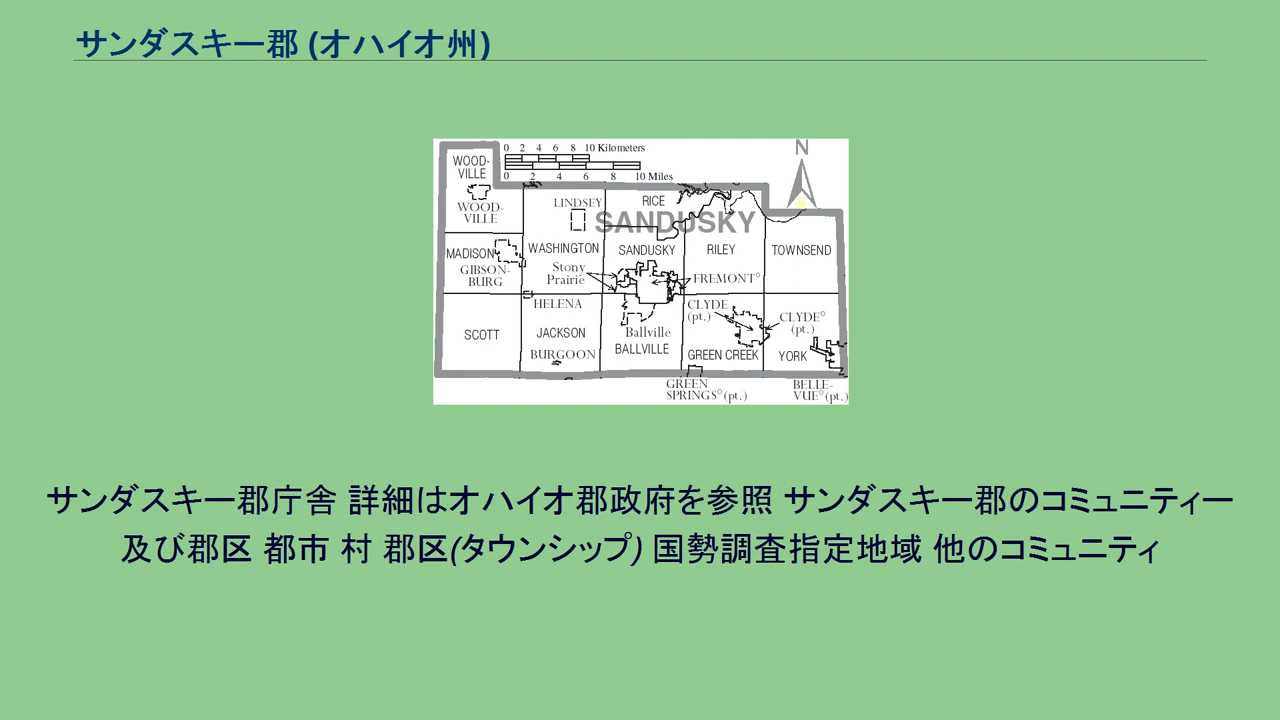 サンダスキー郡 (オハイオ州)
0 2 4 6 8 10 Kilometers
0 2 4 6 8 10 Miles
N
WOOD-
VILLE
WOOD-
VILLE
LINDSEY
RICE
SANDUSKY
MADISON
GIBSON-
BURG
WASHINGTON
SANDUSKY
RILEY
TOWNSEND
Stony
Prairie
FREMONT°
HELENA
CLYDE
(pt.)
CLYDE°
(pt.)
SCOTT
JACKSON
Ballville
BALLVILLE
BURGOON
GREEN CREEK
YORK
GREEN
SPRINGS°(pt.)
BELLE-
VUE°(pt.)
サンダスキー郡庁舎 詳細はオハイオ郡政府を参照 サンダスキー郡のコミュニティー
及び郡区 都市 村 郡区(タウンシップ) 国勢調査指定地域 他のコミュニティ